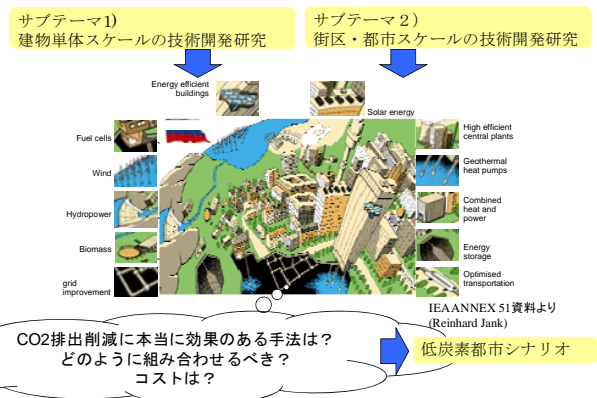 サブテーマ1)
建物単体スケールの技術開発研究
サブテーマ２）
街区・都市スケールの技術開発研究
Energy efficient
buildings
Solar energy
Fuel cells
Wind
Hydropower
Biomass
grid
improvement
High efficient
central plants
Geothermal
heat pumps
Combined
heat and
power
Energy
storage
Optimised
transportation
IEA ANNEX 51資料より
(Reinhard Jank)
CO2排出削減に本当に効果のある手法は？
どのように組み合わせるべき？
コストは？
低炭素都市シナリオ